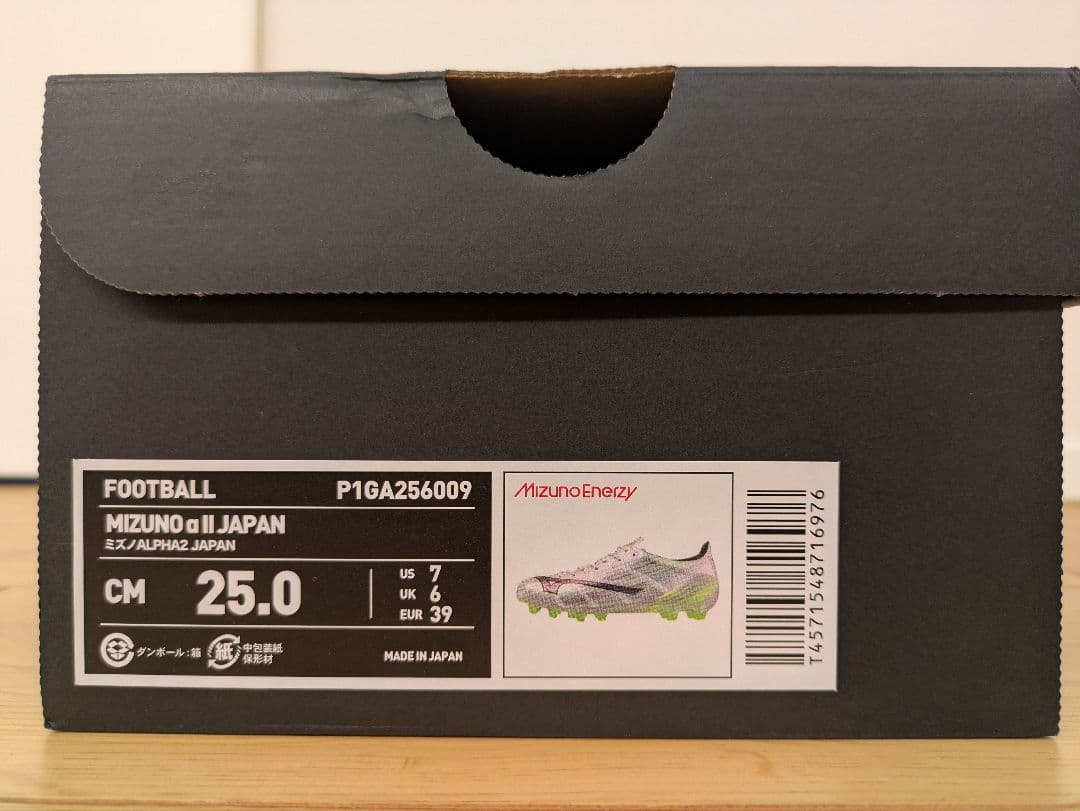 FOOTBALL P1GA256009
MIZUNO α II JAPAN
ミズノALPHA2 JAPAN
CM 25.0
US 7
UK 6
EUR 39
ダンボール:箱
紙 中包装紙
保形材
MADE IN JAPAN
MizunoEnerzy
T4571548716976